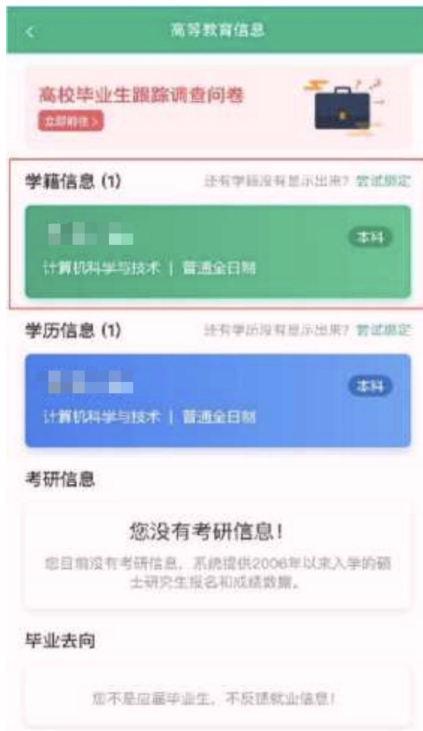 高等教育信息
高校毕业生跟踪调查问卷
立即前往 >
学籍信息 (1) 还有学籍没有显示出来? 尝试绑定
本科
计算机科学与技术 | 普通全日制
学历信息 (1) 还有学历没有显示出来? 尝试绑定
本科
计算机科学与技术 | 普通全日制
考研信息
您没有考研信息!
您目前没有考研信息，系统提供2006年以来入学的硕
士研究生报名和成绩数据。
毕业去向
您不是应届毕业生，不反馈就业信息!